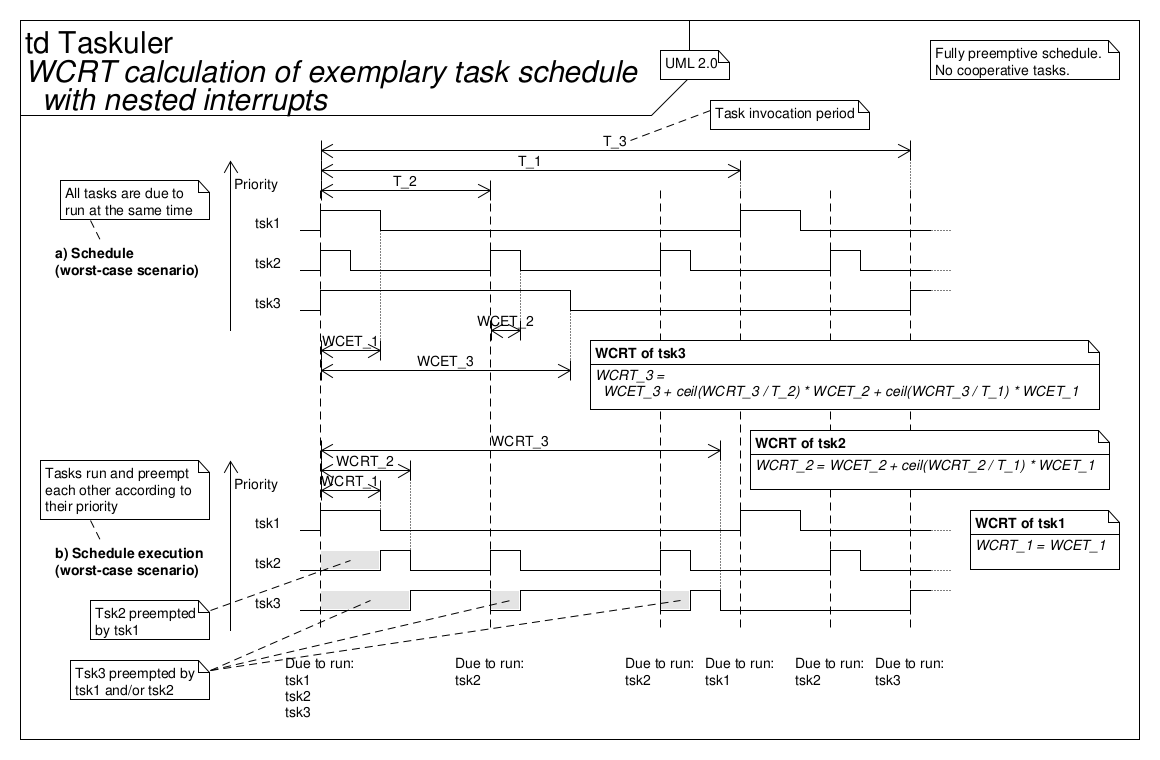 td Taskuler
WCRT calculation of exemplary task schedule
with nested interrupts
UML 2.0
Fully preemptive schedule.
No cooperative tasks.
Task invocation period
T_3
T_1
T_2
All tasks are due to
run at the same time
Priority
a) Schedule
(worst-case scenario)
tsk1
tsk2
tsk3
WCET_2
WCET_1
WCET_3
WCRT of tsk3
WCRT_3 =
WCET_3 + ceil(WCRT_3 / T_2) * WCET_2 + ceil(WCRT_3 / T_1) * WCET_1
WCRT of tsk2
WCRT_2 = WCET_2 + ceil(WCRT_2 / T_1) * WCET_1
WCRT of tsk1
WCRT_1 = WCET_1
WCRT_3
WCRT_2
WCRT_1
Tasks run and preempt
each other according to
their priority
Priority
b) Schedule execution
(worst-case scenario)
tsk1
tsk2
tsk3
Tsk2 preempted
by tsk1
Tsk3 preempted by
tsk1 and/or tsk2
Due to run:
tsk1
tsk2
tsk3
Due to run:
tsk2
Due to run:
tsk2
Due to run:
tsk1
Due to run:
tsk2
Due to run:
tsk3